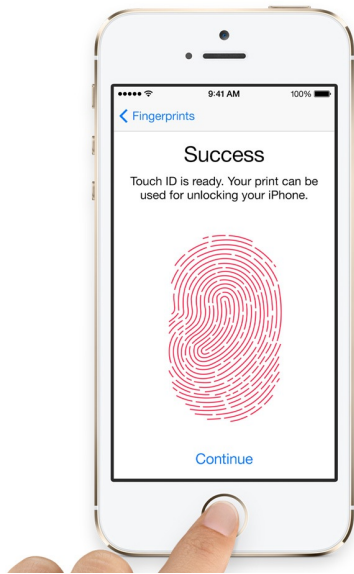 9:41 AM
100%
Fingerprints
Success
Touch ID is ready. Your print can be
used for unlocking your iPhone.
Continue